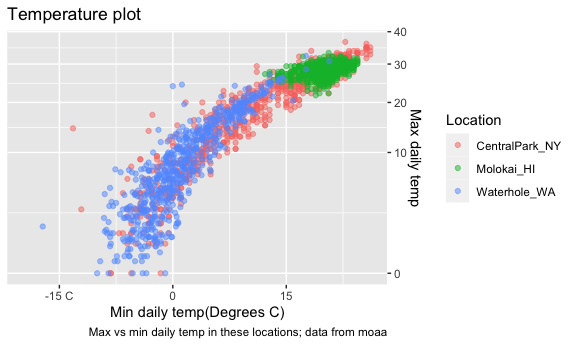 Temperature plot
40
30
20
10
0
Max daily temp
-15 C
0
15
Min daily temp(Degrees C)
Max vs min daily temp in these locations; data from moaa
Location
CentralPark_NY
Molokai_HI
Waterhole_WA